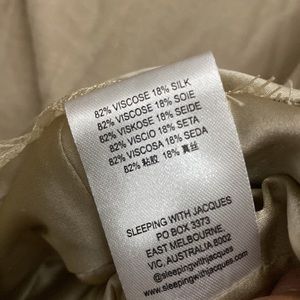 82% VISCOSE 18% SILK
82% VISCOSE 18% SOIE
82% VISKOSE 18% SEIDE
82% VISCIO 18% SETA
82% VISCOSA 18% SEDA
82% 粘胶 18% 真丝
SLEEPING WITH JACQUES
PO BOX 3373
EAST MELBOURNE
VIC, AUSTRALIA 8002
@sleepingwithjacques
sleepingwithjacques.com